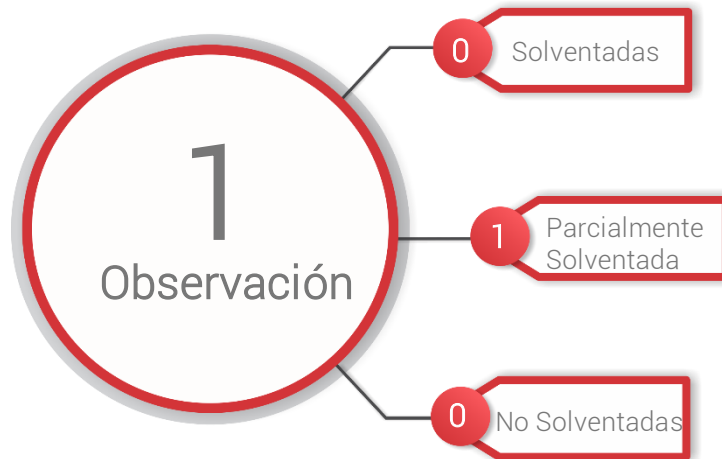 1
Observación
0
Solventadas
1
Parcialmente
Solventada
0
No Solventadas